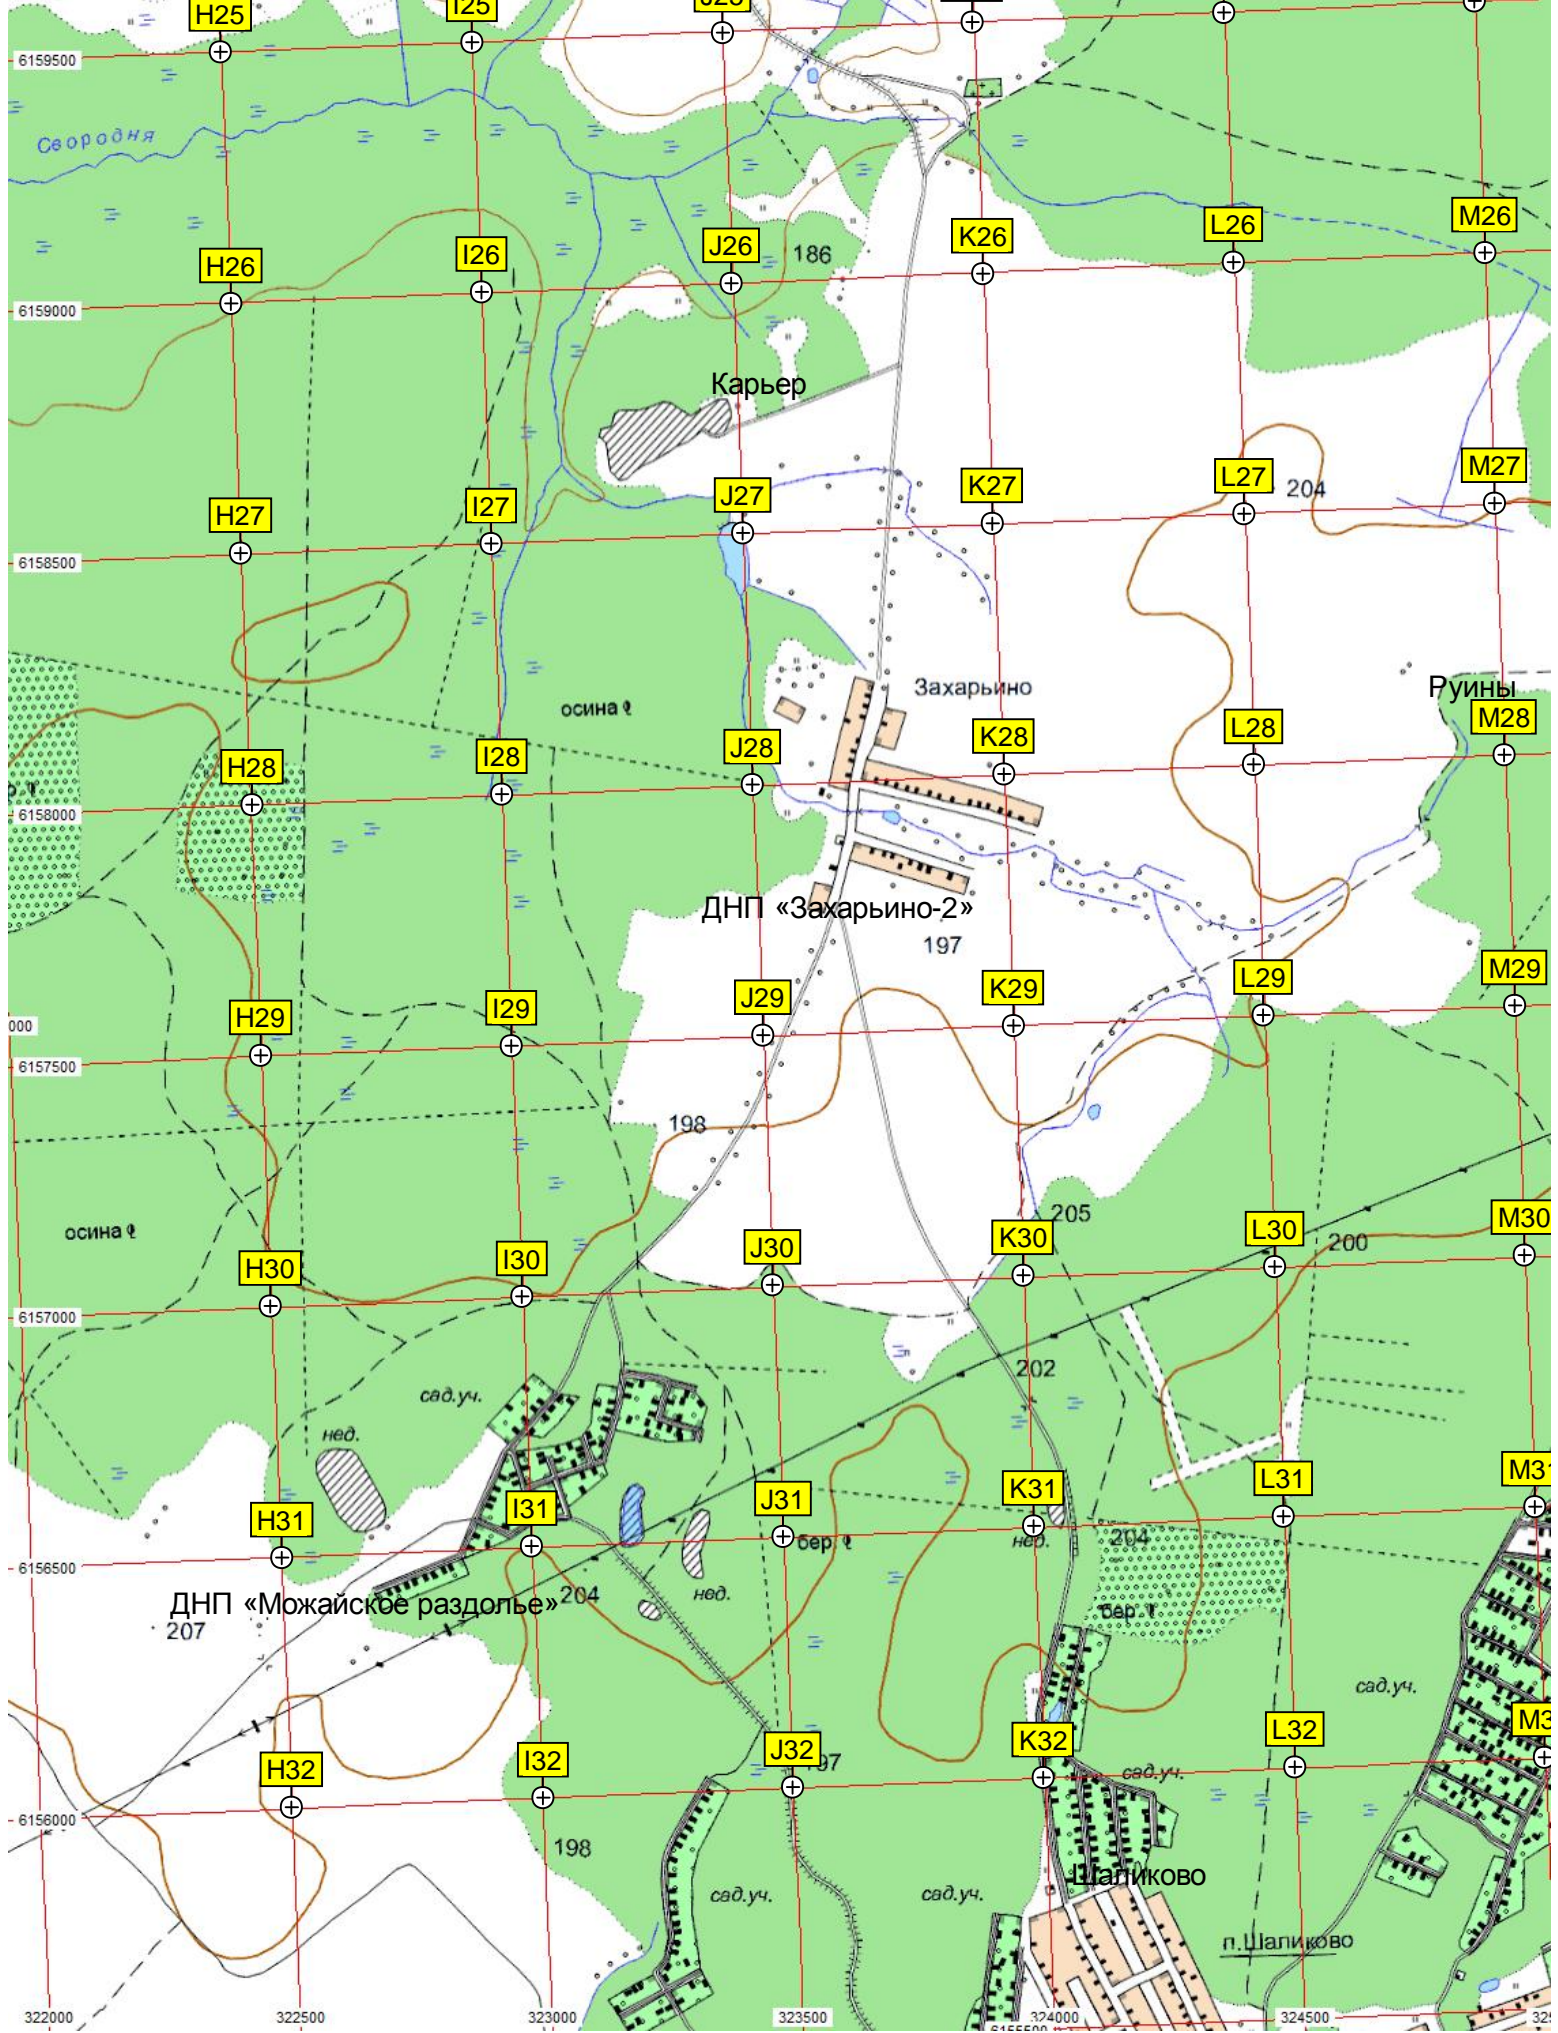 H25
I25
6159500
Свородня
M26
L26
K26
J26
186
I26
H26
6159000
Карьер
M27
L27
204
K27
J27
I27
H27
6158500
Захарьино
Руины
осина
M28
L28
K28
J28
I28
H28
6158000
ДНП «Захарьино-2»
197
M29
L29
K29
J29
I29
H29
000
6157500
198
осина
205
M30
L30
200
K30
J30
I30
H30
6157000
202
сад.уч.
нед.
M31
L31
K31
J31
I31
H31
бер.
нед.
204
6156500
ДНП «Можайское раздолье»
204
нед.
бер.
207
сад.уч.
L32
K32
J32
197
I32
H32
сад.уч.
6156000
198
Шаликово
сад.уч.
сад.уч.
п.Шаликово
322000
322500
323000
323500
324000
324500
6155500